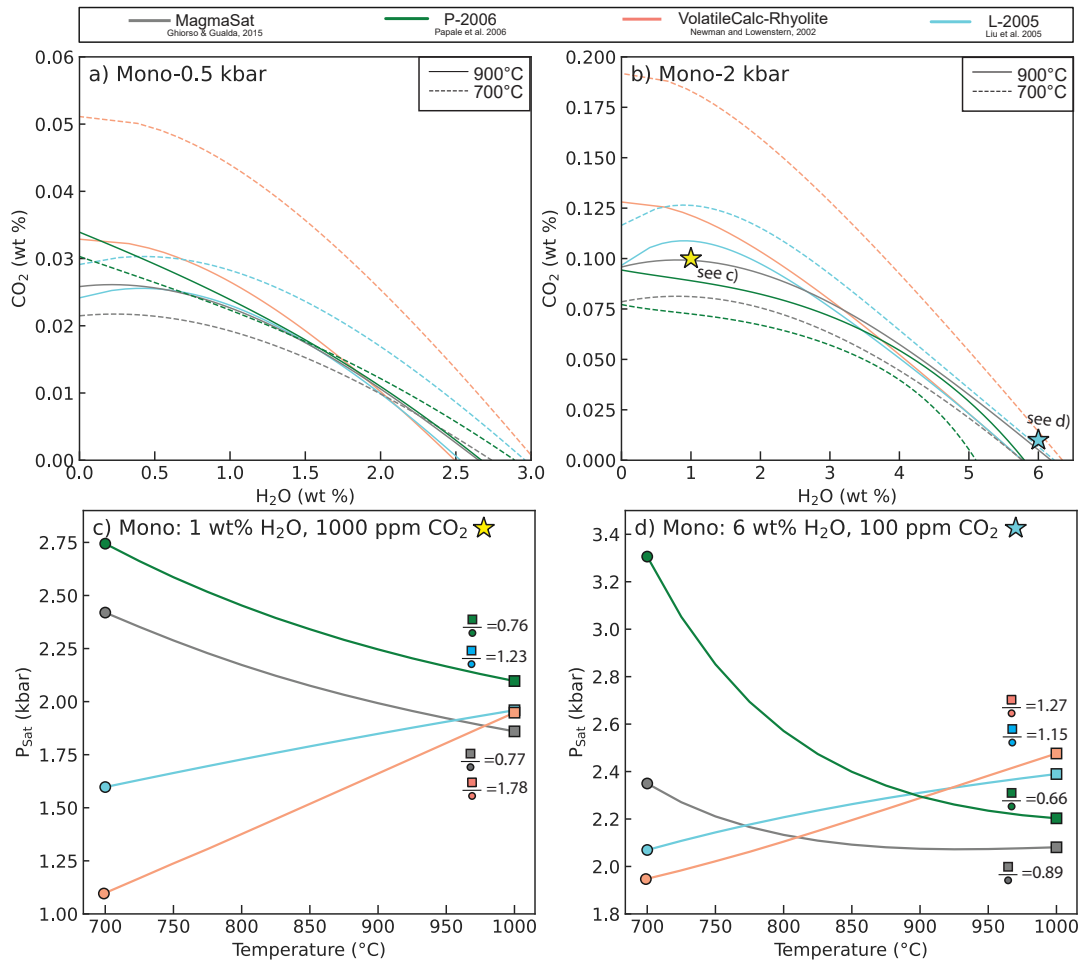 MagmaSat P-2006 VolatileCalc-Rhyolite L-2005
Ghiorso & Gualda, 2015 Papale et al. 2006 Newman and Lowenstern, 2002 Liu et al. 2005
a) Mono-0.5 kbar
900°C
700°C
0.06
0.05
0.04
0.03
0.02
0.01
0.00
CO₂ (wt %)
0.0 0.5 1.0 1.5 2.0 2.5 3.0
H₂O (wt %)
b) Mono-2 kbar
900°C
700°C
0.200
0.175
0.150
0.125
0.100
0.075
0.050
0.025
0.000
CO₂ (wt %)
see c)
see d)
0 1 2 3 4 5 6
H₂O (wt %)
c) Mono: 1 wt% H₂O, 1000 ppm CO₂
2.75
2.50
2.25
2.00
1.75
1.50
1.25
1.00
P_Sat (kbar)
=0.76
=1.23
=0.77
=1.78
700 750 800 850 900 950 1000
Temperature (°C)
d) Mono: 6 wt% H₂O, 100 ppm CO₂
3.4
3.2
3.0
2.8
2.6
2.4
2.2
2.0
1.8
P_Sat (kbar)
=1.27
=1.15
=0.66
=0.89
700 750 800 850 900 950 1000
Temperature (°C)